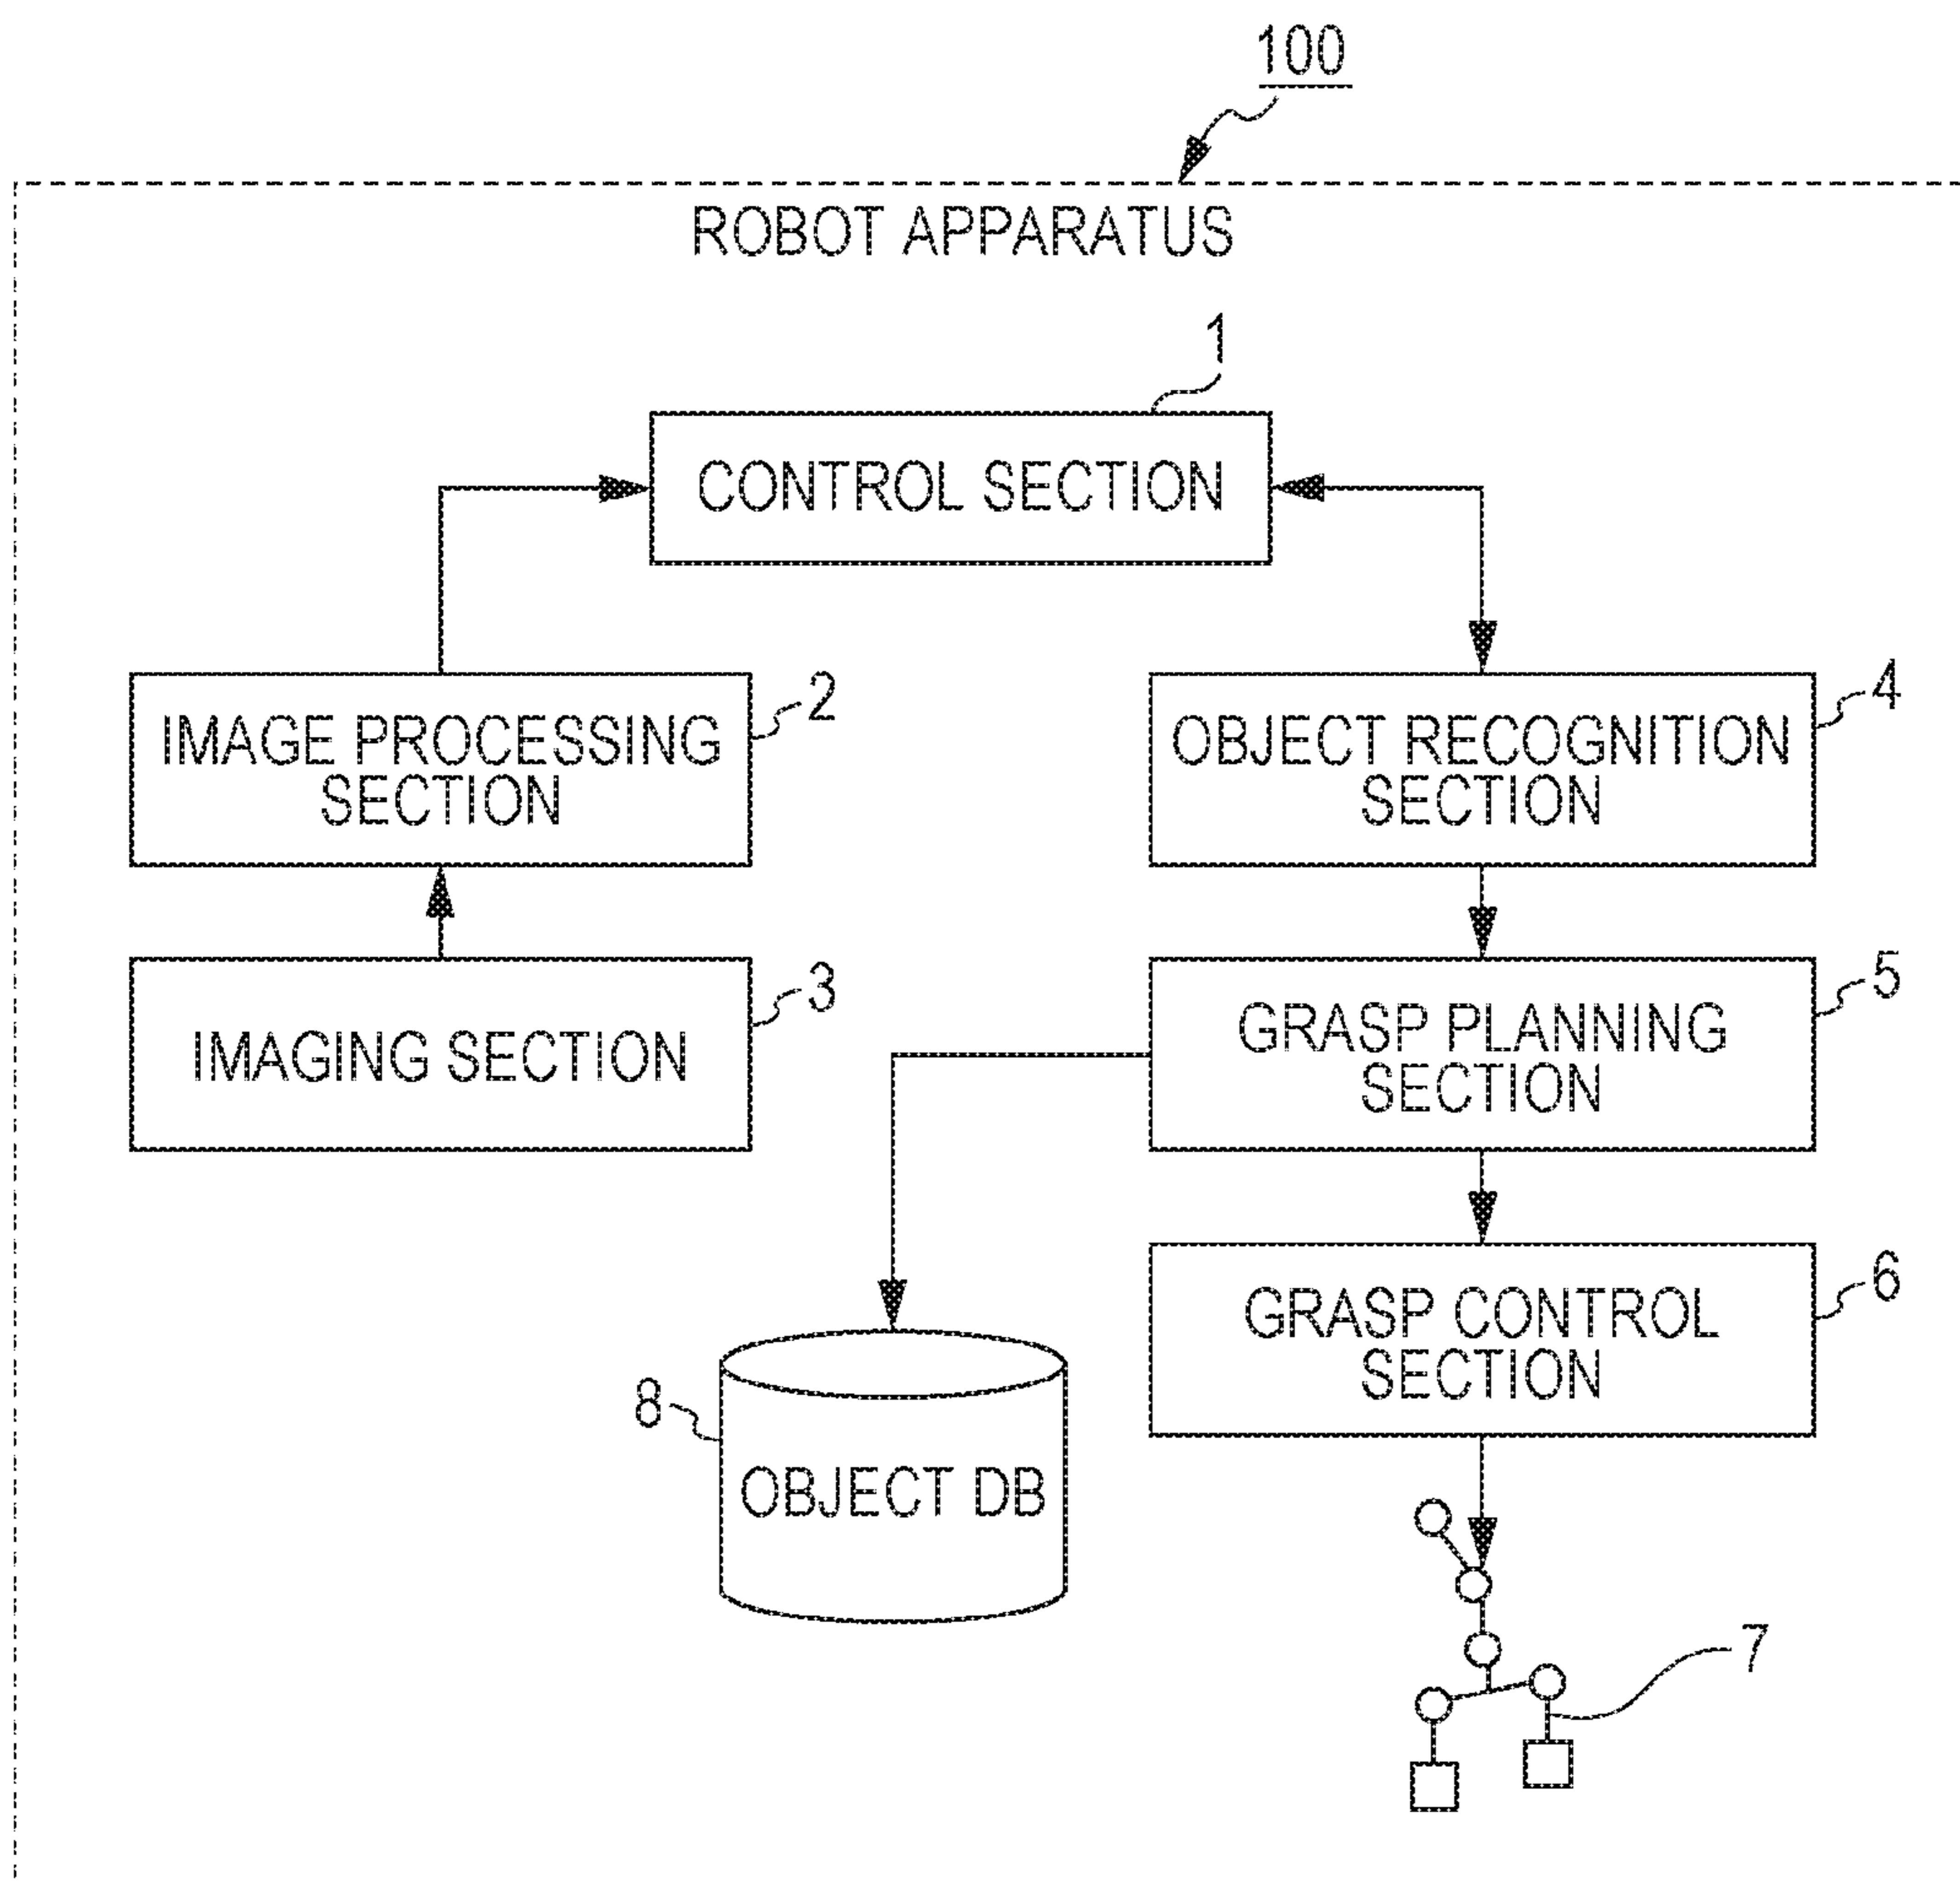 100
ROBOT APPARATUS
1
CONTROL SECTION
2
IMAGE PROCESSING
SECTION
4
OBJECT RECOGNITION
SECTION
3
IMAGING SECTION
5
GRASP PLANNING
SECTION
6
GRASP CONTROL
SECTION
8
OBJECT DB
7